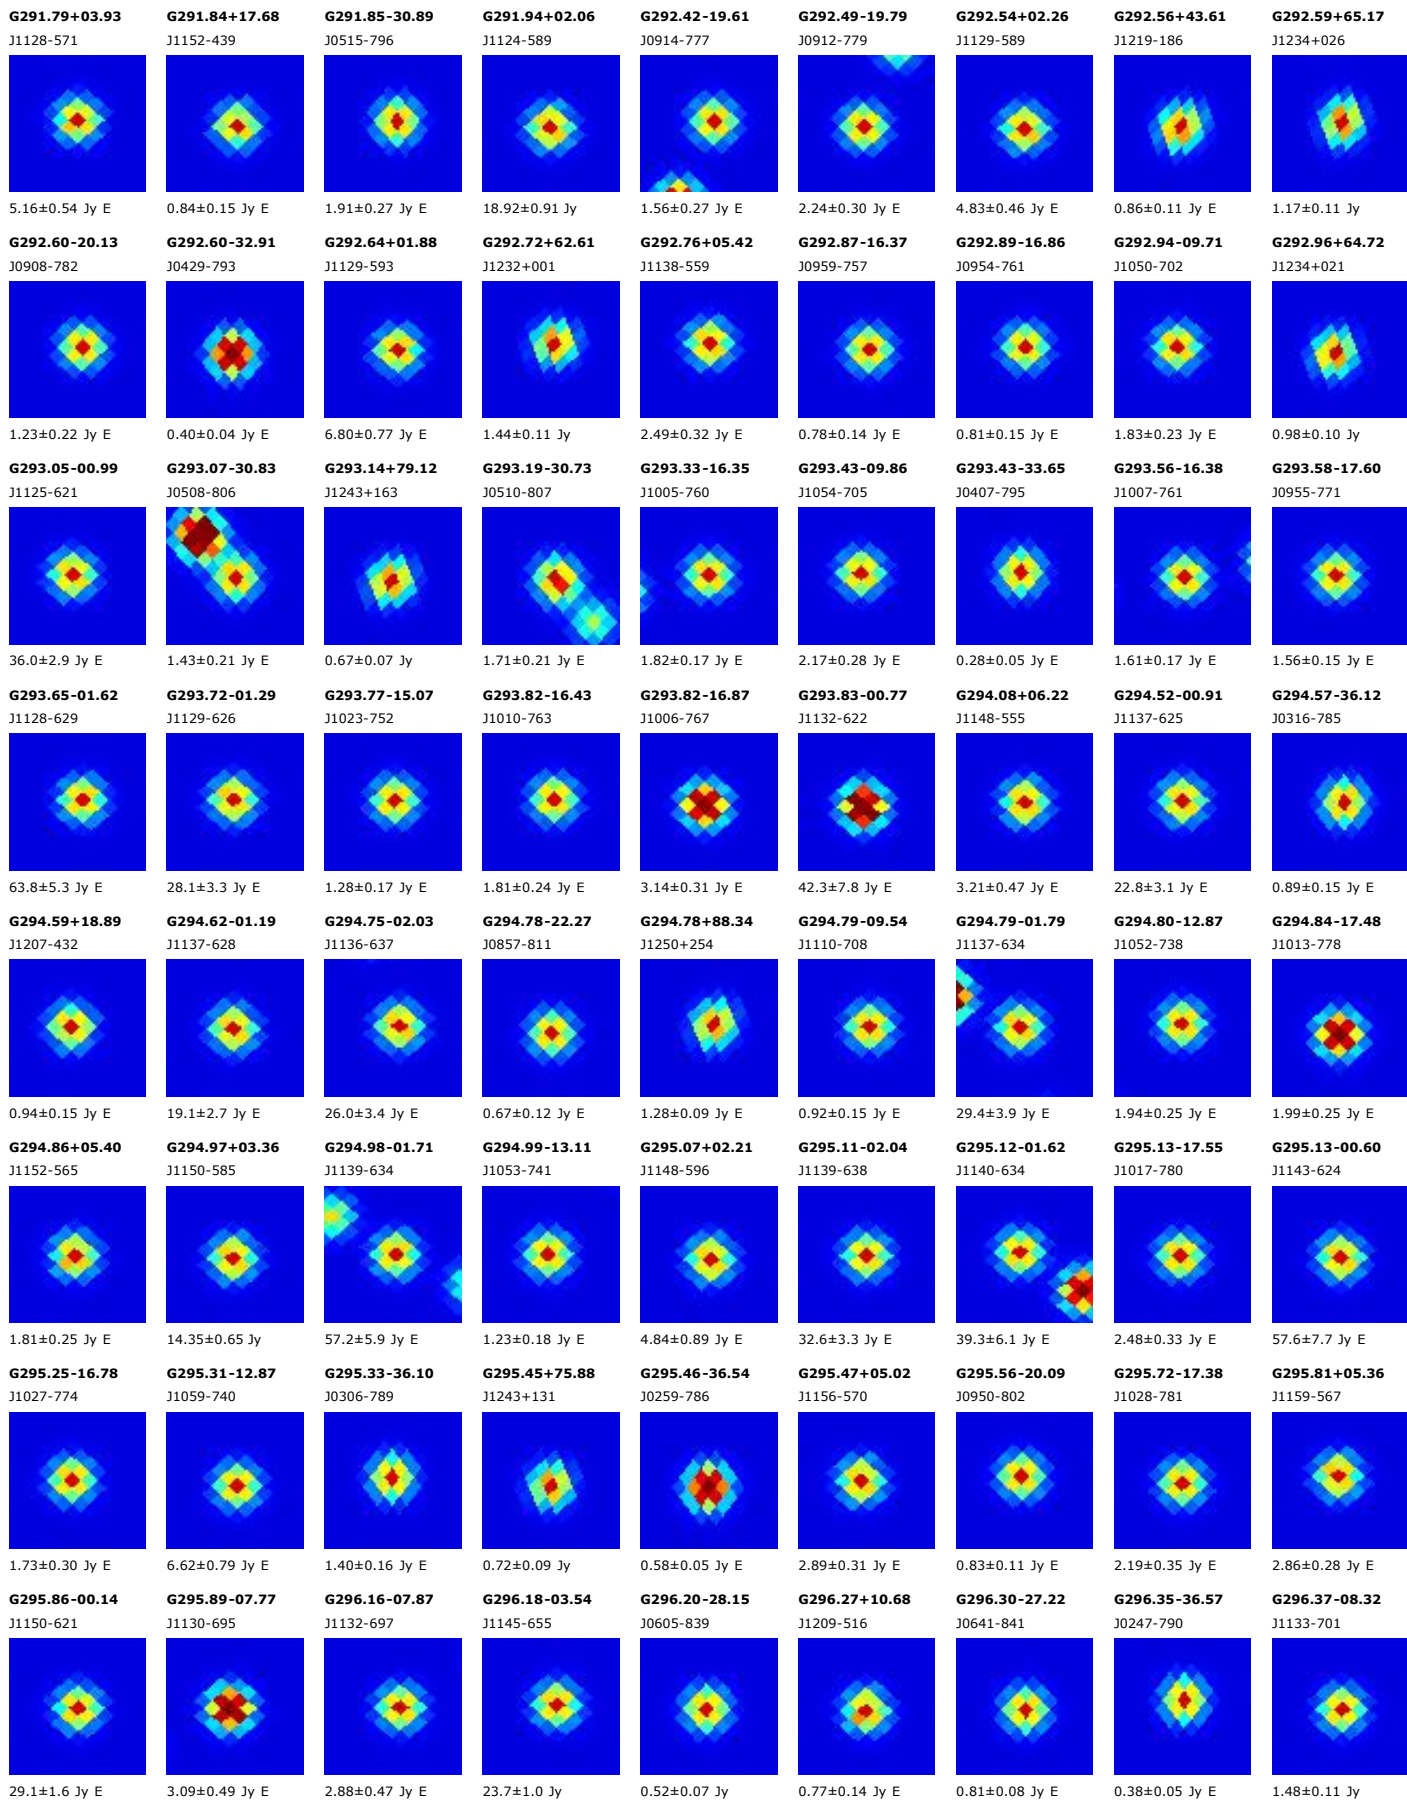 G291.79+03.93 G291.84+17.68 G291.85-30.89 G291.94+02.06 G292.42-19.61 G292.49-19.79 G292.54+02.26 G292.56+43.61 G292.59+65.17
J1128-571 J1152-439 J0515-796 J1124-589 J0914-777 J0912-779 J1129-589 J1219-186 J1234+026
5.16±0.54 Jy E 0.84±0.15 Jy E 1.91±0.27 Jy E 18.92±0.91 Jy 1.56±0.27 Jy E 2.24±0.30 Jy E 4.83±0.46 Jy E 0.86±0.11 Jy E 1.17±0.11 Jy
G292.60-20.13 G292.60-32.91 G292.64+01.88 G292.72+62.61 G292.76+05.42 G292.87-16.37 G292.89-16.86 G292.94-09.71 G292.96+64.72
J0908-782 J0429-793 J1129-593 J1232+001 J1138-559 J0959-757 J0954-761 J1050-702 J1234+021
1.23±0.22 Jy E 0.40±0.04 Jy E 6.80±0.77 Jy E 1.44±0.11 Jy 2.49±0.32 Jy E 0.78±0.14 Jy E 0.81±0.15 Jy E 1.83±0.23 Jy E 0.98±0.10 Jy
G293.05-00.99 G293.07-30.83 G293.14+79.12 G293.19-30.73 G293.33-16.35 G293.43-09.86 G293.43-33.65 G293.56-16.38 G293.58-17.60
J1125-621 J0508-806 J1243+163 J0510-807 J1005-760 J1054-705 J0407-795 J1007-761 J0955-771
36.0±2.9 Jy E 1.43±0.21 Jy E 0.67±0.07 Jy 1.71±0.21 Jy E 1.82±0.17 Jy E 2.17±0.28 Jy E 0.28±0.05 Jy E 1.61±0.17 Jy E 1.56±0.15 Jy E
G293.65-01.62 G293.72-01.29 G293.77-15.07 G293.82-16.43 G293.82-16.87 G293.83-00.77 G294.08+06.22 G294.52-00.91 G294.57-36.12
J1128-629 J1129-626 J1023-752 J1010-763 J1006-767 J1132-622 J1148-555 J1137-625 J0316-785
63.8±5.3 Jy E 28.1±3.3 Jy E 1.28±0.17 Jy E 1.81±0.24 Jy E 3.14±0.31 Jy E 42.3±7.8 Jy E 3.21±0.47 Jy E 22.8±3.1 Jy E 0.89±0.15 Jy E
G294.59+18.89 G294.62-01.19 G294.75-02.03 G294.78-22.27 G294.78+88.34 G294.79-09.54 G294.79-01.79 G294.80-12.87 G294.84-17.48
J1207-432 J1137-628 J1136-637 J0857-811 J1250+254 J1110-708 J1137-634 J1052-738 J1013-778
0.94±0.15 Jy E 19.1±2.7 Jy E 26.0±3.4 Jy E 0.67±0.12 Jy E 1.28±0.09 Jy E 0.92±0.15 Jy E 29.4±3.9 Jy E 1.94±0.25 Jy E 1.99±0.25 Jy E
G294.86+05.40 G294.97+03.36 G294.98-01.71 G294.99-13.11 G295.07+02.21 G295.11-02.04 G295.12-01.62 G295.13-17.55 G295.13-00.60
J1152-565 J1150-585 J1139-634 J1053-741 J1148-596 J1139-638 J1140-634 J1017-780 J1143-624
1.81±0.25 Jy E 14.35±0.65 Jy 57.2±5.9 Jy E 1.23±0.18 Jy E 4.84±0.89 Jy E 32.6±3.3 Jy E 39.3±6.1 Jy E 2.48±0.33 Jy E 57.6±7.7 Jy E
G295.25-16.78 G295.31-12.87 G295.33-36.10 G295.45+75.88 G295.46-36.54 G295.47+05.02 G295.56-20.09 G295.72-17.38 G295.81+05.36
J1027-774 J1059-740 J0306-789 J1243+131 J0259-786 J1156-570 J0950-802 J1028-781 J1159-567
1.73±0.30 Jy E 6.62±0.79 Jy E 1.40±0.16 Jy E 0.72±0.09 Jy 0.58±0.05 Jy E 2.89±0.31 Jy E 0.83±0.11 Jy E 2.19±0.35 Jy E 2.86±0.28 Jy E
G295.86-00.14 G295.89-07.77 G296.16-07.87 G296.18-03.54 G296.20-28.15 G296.27+10.68 G296.30-27.22 G296.35-36.57 G296.37-08.32
J1150-621 J1130-695 J1132-697 J1145-655 J0605-839 J1209-516 J0641-841 J0247-790 J1133-701
29.1±1.6 Jy E 3.09±0.49 Jy E 2.88±0.47 Jy E 23.7±1.0 Jy 0.52±0.07 Jy 0.77±0.14 Jy E 0.81±0.08 Jy E 0.38±0.05 Jy E 1.48±0.11 Jy